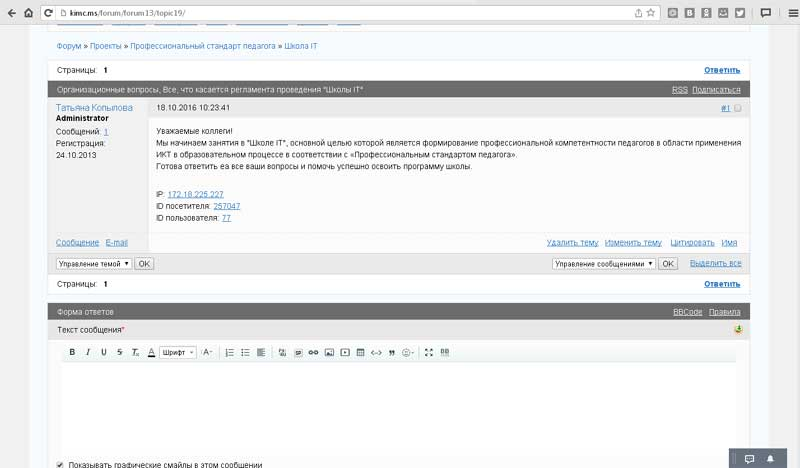 kimc.ms/forum/forum13/topic19/
Форум » Проекты » Профессиональный стандарт педагога » Школа IT
Страницы: 1 Ответить
Организационные вопросы, Все, что касается регламента проведения "Школы IT" RSS Подписаться
Татьяна Копылова 18.10.2016 10:23:41 #1
Administrator
Сообщений: 1
Регистрация:
24.10.2013
Уважаемые коллеги!
Мы начинаем занятия в "Школе IT", основной целью которой является формирование профессиональной компетентности педагогов в области применения
ИКТ в образовательном процессе в соответствии с «Профессиональным стандартом педагога».
Готова ответить еа все ваши вопросы и помочь успешно освоить программу школы.
IP: 172.18.225.227
ID посетителя: 257047
ID пользователя: 77
Сообщение E-mail Удалить тему Изменить тему Цитировать Имя
Управление темой OK Управление сообщениями OK Выделить все
Страницы: 1 Ответить
Форма ответов BBCode Правила
Текст сообщения*
B I U S T A Шрифт A
Показывать графические смайлы в этом сообщении